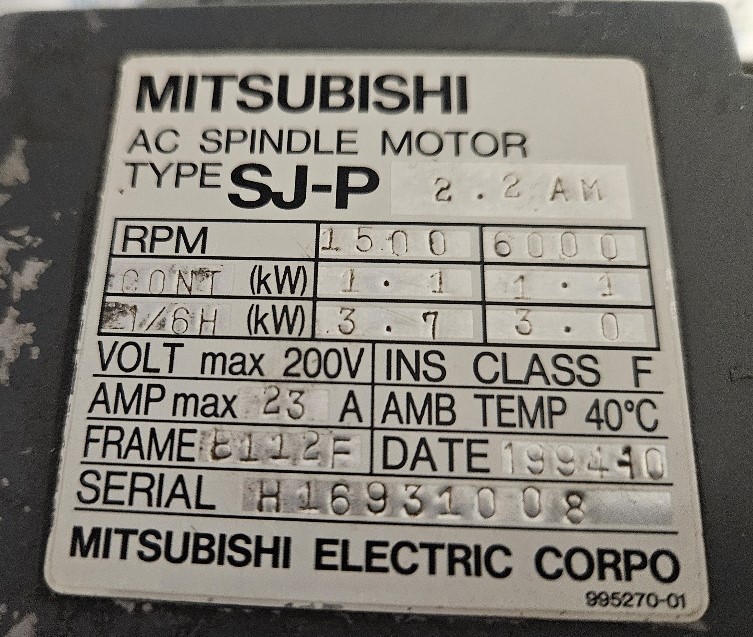 MITSUBISHI
AC SPINDLE MOTOR
TYPE SJ-P 2.2AM
RPM 1500 6000
CONT (kW) 1.1 1.1
1/6H (kW) 3.7 3.0
VOLT max 200V INS CLASS F
AMP max 23 A AMB TEMP 40°C
FRAME B112F DATE 1994-10
SERIAL H16931008
MITSUBISHI ELECTRIC CORPO
995270-01